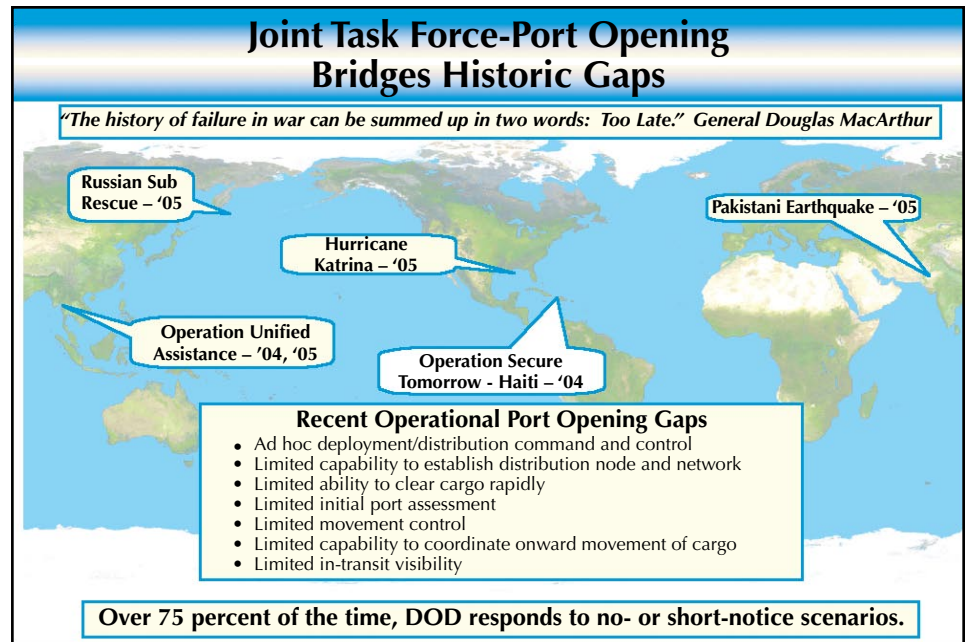 Joint Task Force-Port Opening
Bridges Historic Gaps
“The history of failure in war can be summed up in two words: Too Late.” General Douglas MacArthur
Russian Sub
Rescue – ‘05
Pakistani Earthquake – ‘05
Hurricane
Katrina – ‘05
Operation Unified
Assistance – ’04, ‘05
Operation Secure
Tomorrow - Haiti – ‘04
Recent Operational Port Opening Gaps
• Ad hoc deployment/distribution command and control
• Limited capability to establish distribution node and network
• Limited ability to clear cargo rapidly
• Limited initial port assessment
• Limited movement control
• Limited capability to coordinate onward movement of cargo
• Limited in-transit visibility
Over 75 percent of the time, DOD responds to no- or short-notice scenarios.